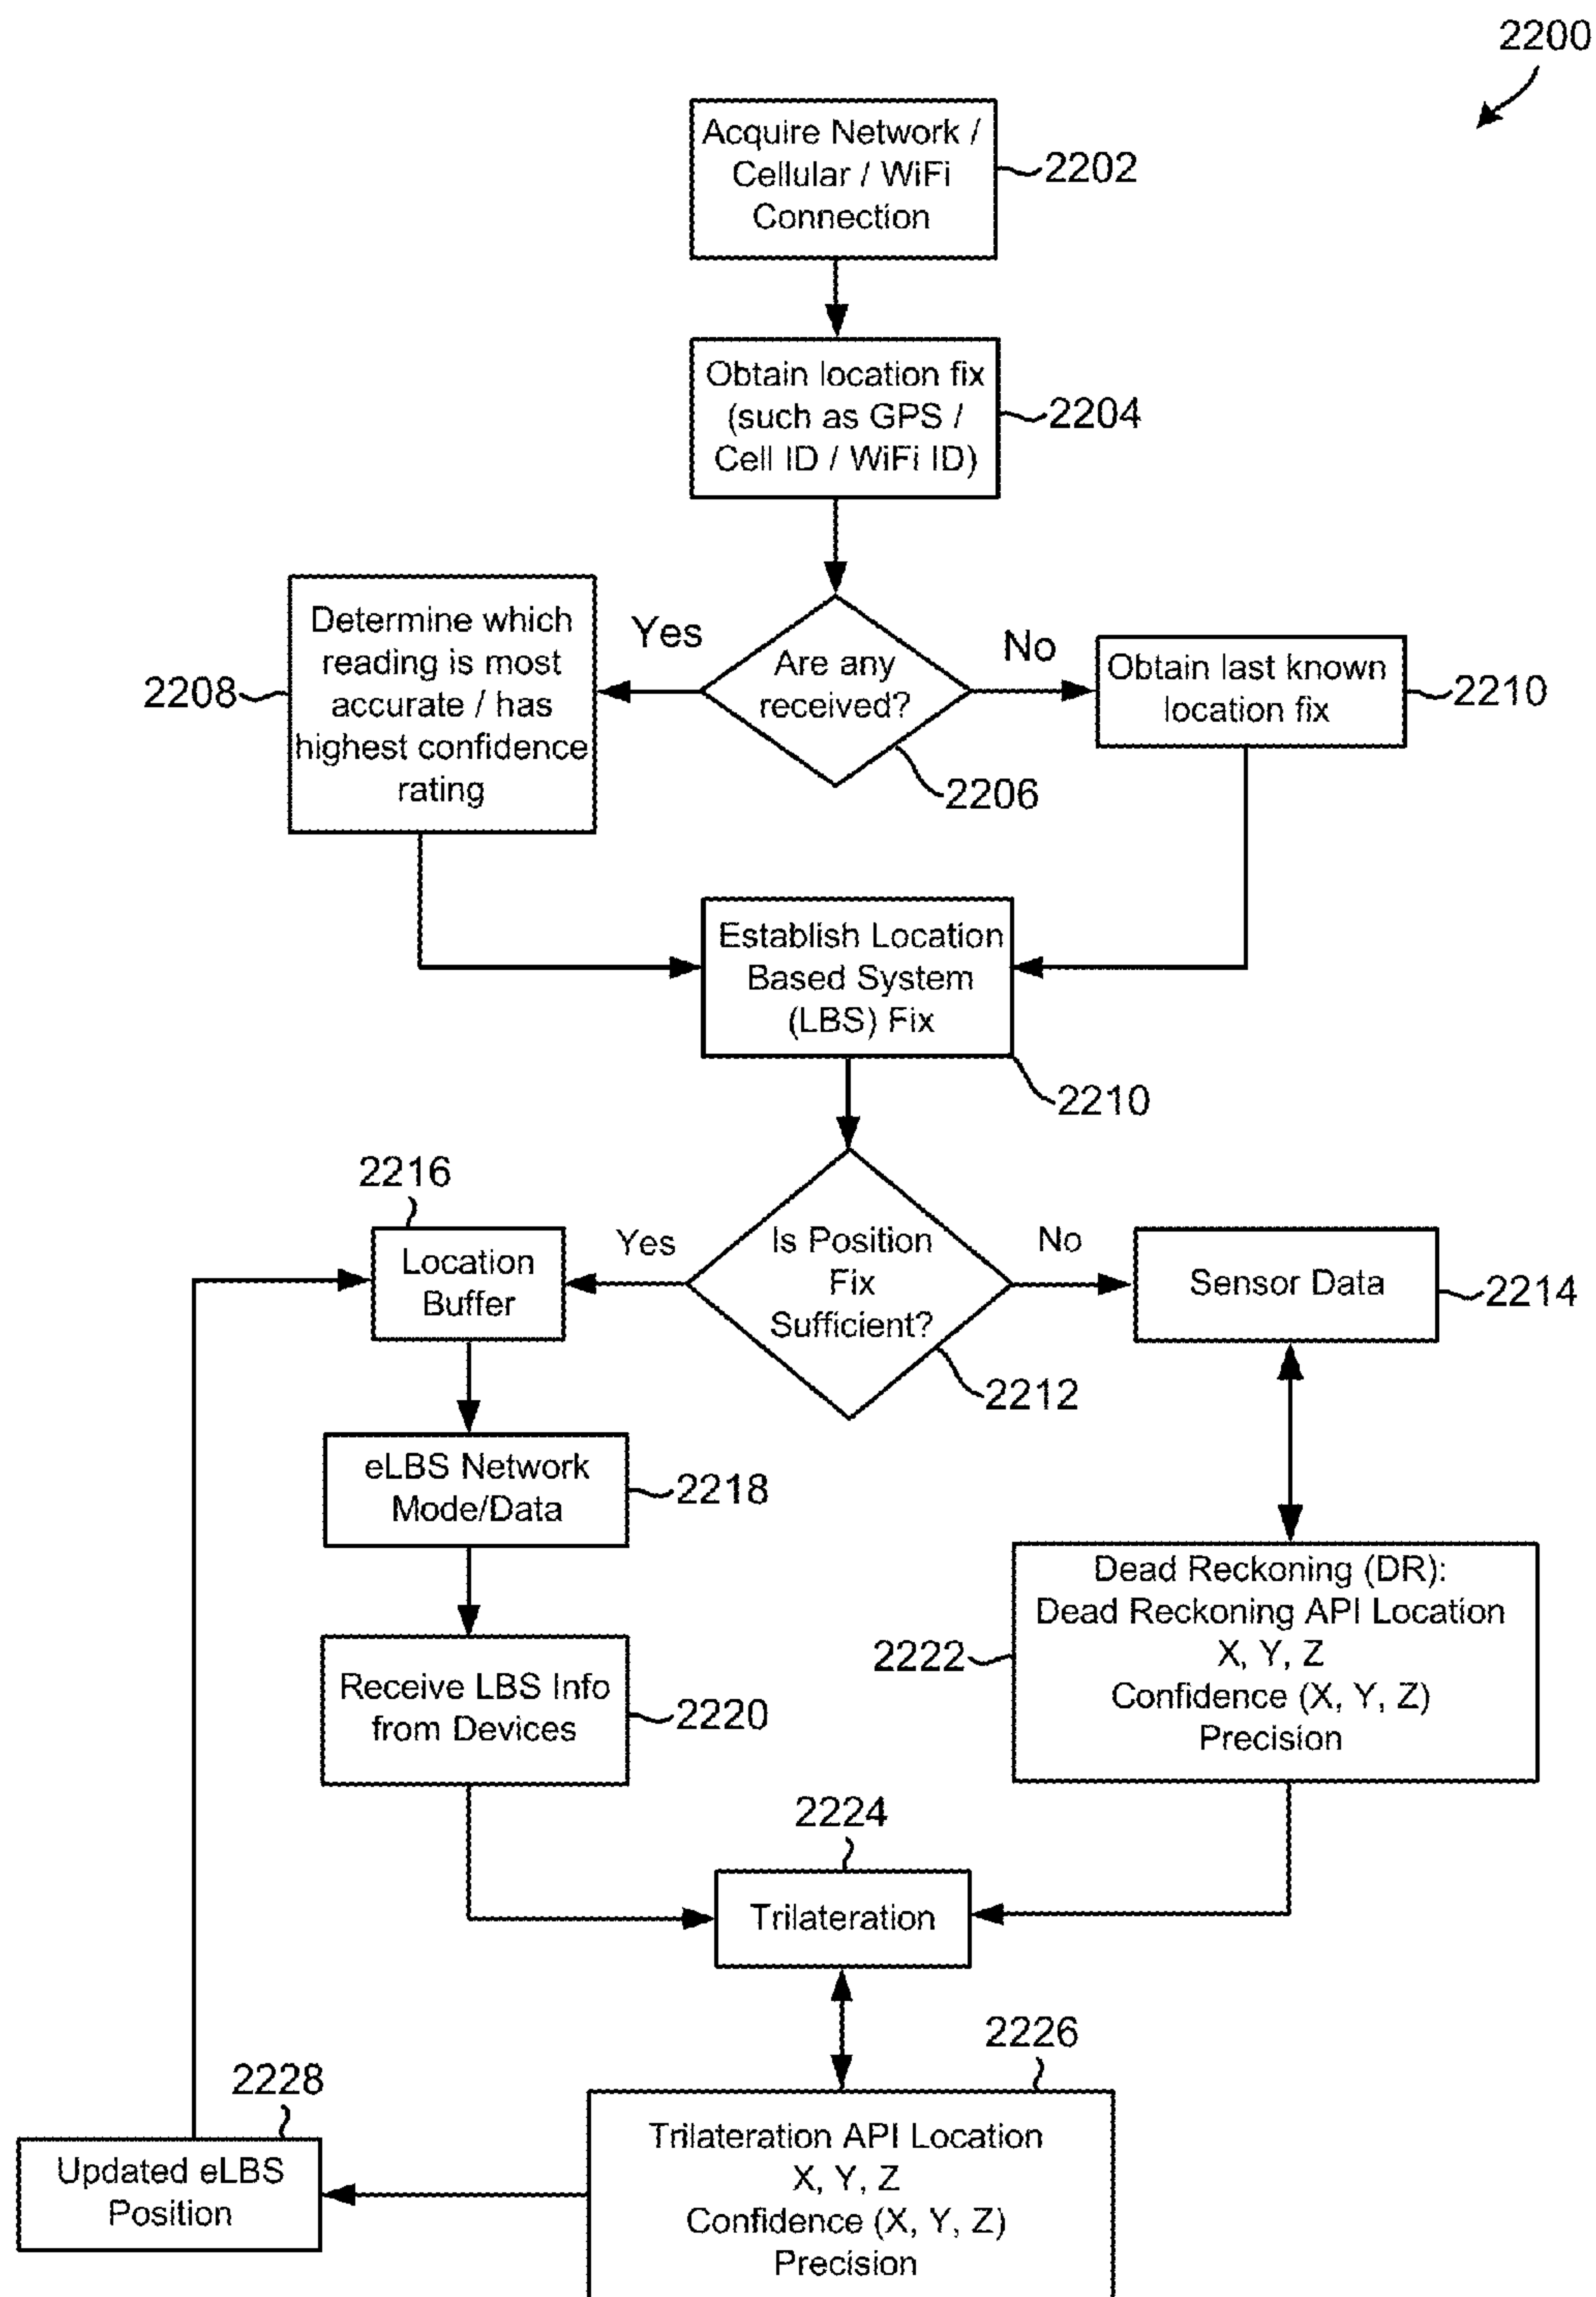 2200
Acquire Network /
Cellular / WiFi
Connection
2202
Obtain location fix
(such as GPS /
Cell ID / WiFi ID)
2204
Determine which
reading is most
accurate / has
highest confidence
rating
2208
Yes
Are any
received?
No
2206
Obtain last known
location fix
2210
Establish Location
Based System
(LBS) Fix
2210
2216
Location
Buffer
Yes
Is Position
Fix
Sufficient?
No
2212
Sensor Data
2214
eLBS Network
Mode/Data
2218
Receive LBS Info
from Devices
2220
Dead Reckoning (DR):
Dead Reckoning API Location
X, Y, Z
Confidence (X, Y, Z)
Precision
2222
2224
Trilateration
2226
Trilateration API Location
X, Y, Z
Confidence (X, Y, Z)
Precision
2228
Updated eLBS
Position